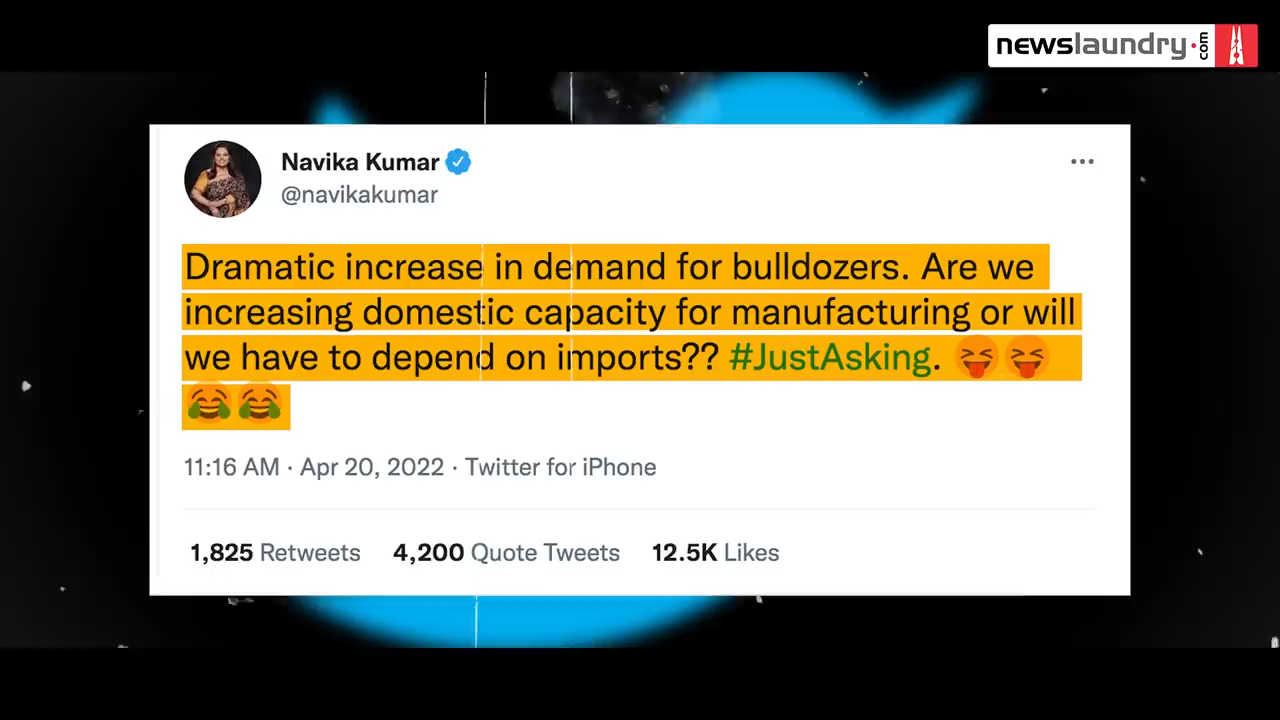 newslaundry.com
Navika Kumar
@navikakumar
Dramatic increase in demand for bulldozers. Are we
increasing domestic capacity for manufacturing or will
we have to depend on imports?? #JustAsking. 😝😝
😂😂
11:16 AM · Apr 20, 2022 · Twitter for iPhone
1,825 Retweets 4,200 Quote Tweets 12.5K Likes